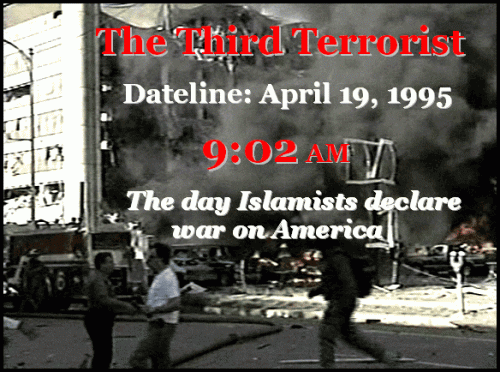 The Third Terrorist
Dateline: April 19, 1995
9:02 AM
The day Islamists declare
war on America